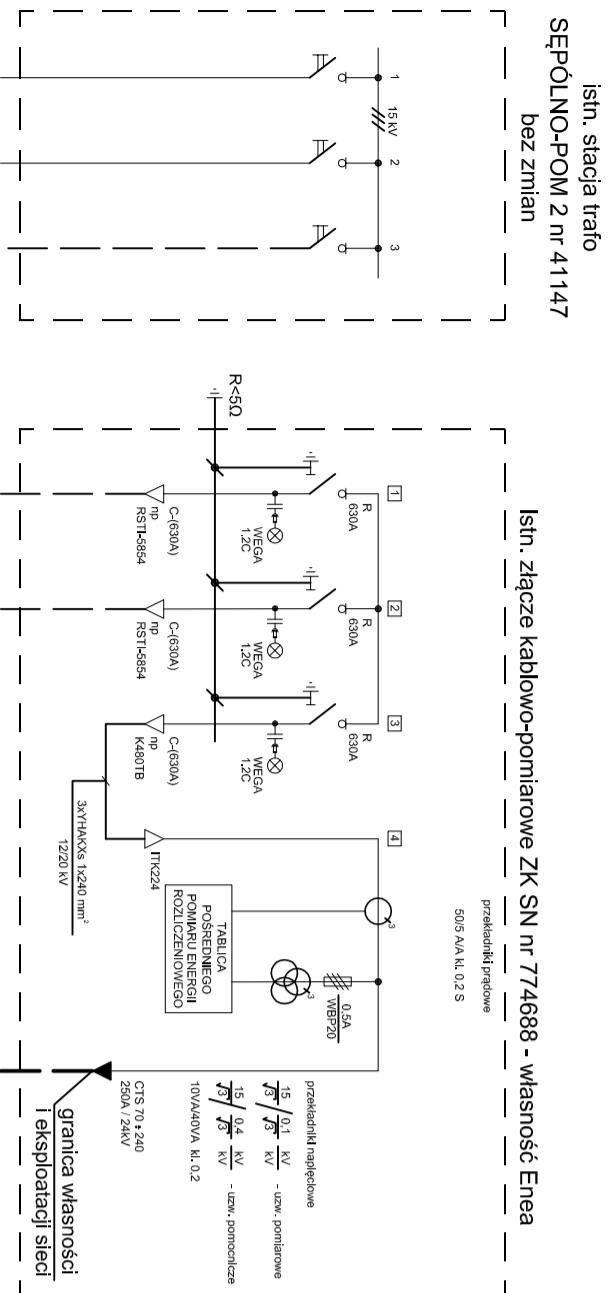 istn. stacja trafo
SĘPÓLNO-POM 2 nr 41147
bez zmian
1
15 kV
2
3
Istn. złącze kablowo-pomiarowe ZK SN nr 774688 - własność Enea
R<5Ω
1
R
630A
WEGA
1.2C
C-(630A)
np
RSTI-5854
2
R
630A
WEGA
1.2C
C-(630A)
np
RSTI-5854
3
R
630A
WEGA
1.2C
C-(630A)
np
K480TB
4
ITK224
3xYHAKXs 1x240 mm²
12/20 kV
przekładniki prądowe
50/5 A/A kl. 0,2 S
3
TABLICA
POŚREDNIEGO
POMIARU ENERGII
ROZLICZENIOWEGO
3
0,5A
WBP20
przekładniki napięciowe
15/√3 / 0,1/√3 kV/kV - uzw. pomiarowe
15/√3 / 0,4/√3 kV/kV - uzw. pomocnicze
10VA/40VA kl. 0,2
CTS 70÷240
250A / 24kV
granica własności
i eksploatacji sieci